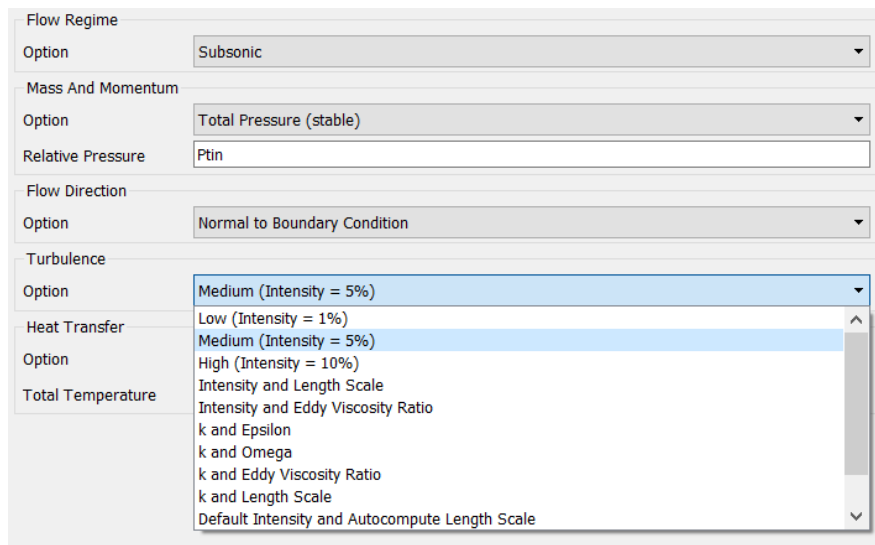 Flow Regime
Option Subsonic
Mass And Momentum
Option Total Pressure (stable)
Relative Pressure Ptin
Flow Direction
Option Normal to Boundary Condition
Turbulence
Option Medium (Intensity = 5%)
Low (Intensity = 1%)
Heat Transfer
Medium (Intensity = 5%)
Option
High (Intensity = 10%)
Intensity and Length Scale
Total Temperature
Intensity and Eddy Viscosity Ratio
k and Epsilon
k and Omega
k and Eddy Viscosity Ratio
k and Length Scale
Default Intensity and Autocompute Length Scale